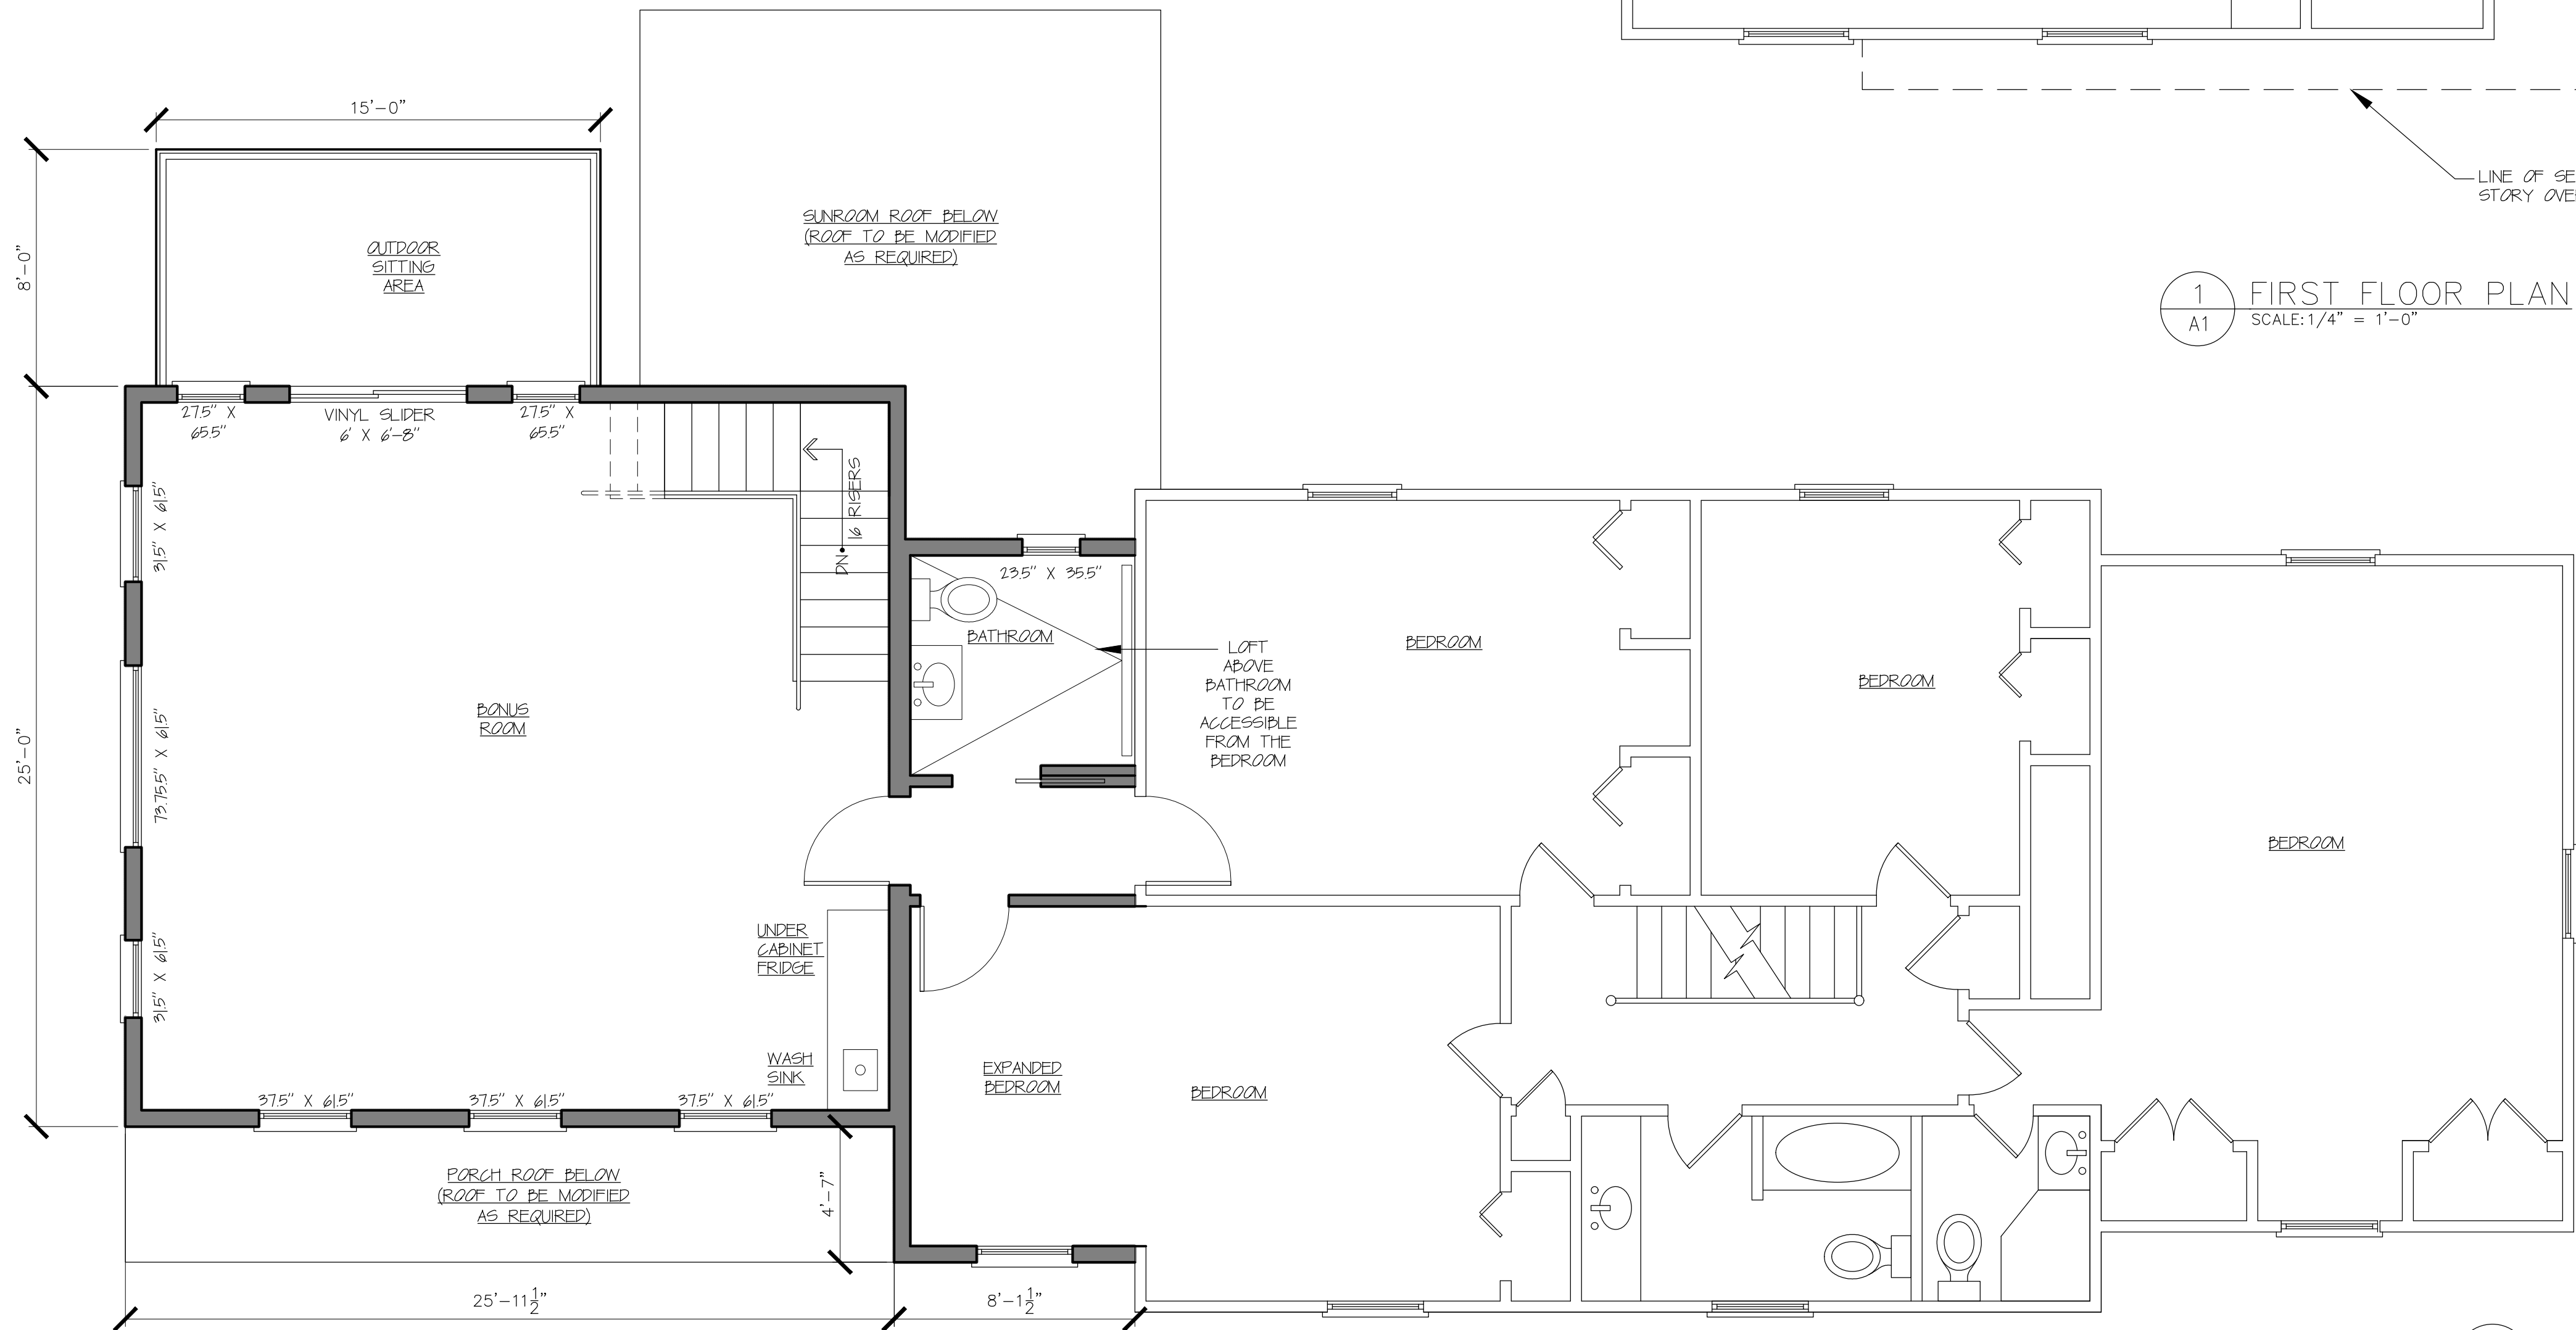 15'-0"
8'-0"
OUTDOOR
SITTING
AREA
SUNROOM ROOF BELOW
(ROOF TO BE MODIFIED
AS REQUIRED)
LINE OF SE
STORY OVE
1
A1
FIRST FLOOR PLAN
SCALE: 1/4" = 1'-0"
27.5" X
65.5"
VINYL SLIDER
6' X 6'-8"
27.5" X
65.5"
31.5" X 61.5"
DN
16 RISERS
23.5" X 35.5"
BATHROOM
LOFT
ABOVE
BATHROOM
TO BE
ACCESSIBLE
FROM THE
BEDROOM
BEDROOM
BEDROOM
BEDROOM
BONUS
ROOM
25'-0"
73.75.5" X 61.5"
31.5" X 61.5"
UNDER
CABINET
FRIDGE
WASH
SINK
EXPANDED
BEDROOM
BEDROOM
37.5" X 61.5"
37.5" X 61.5"
37.5" X 61.5"
PORCH ROOF BELOW
(ROOF TO BE MODIFIED
AS REQUIRED)
4'-7"
25'-11 1/2"
8'-1 1/2"